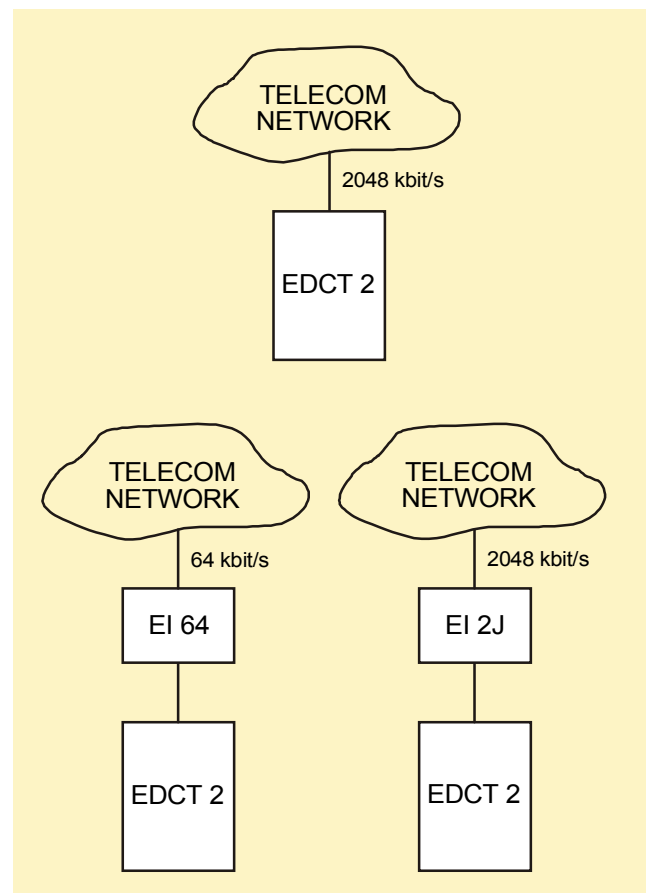 TELECOM
NETWORK
2048 kbit/s
EDCT 2
TELECOM
NETWORK
64 kbit/s
EI 64
EDCT 2
TELECOM
NETWORK
2048 kbit/s
EI 2J
EDCT 2